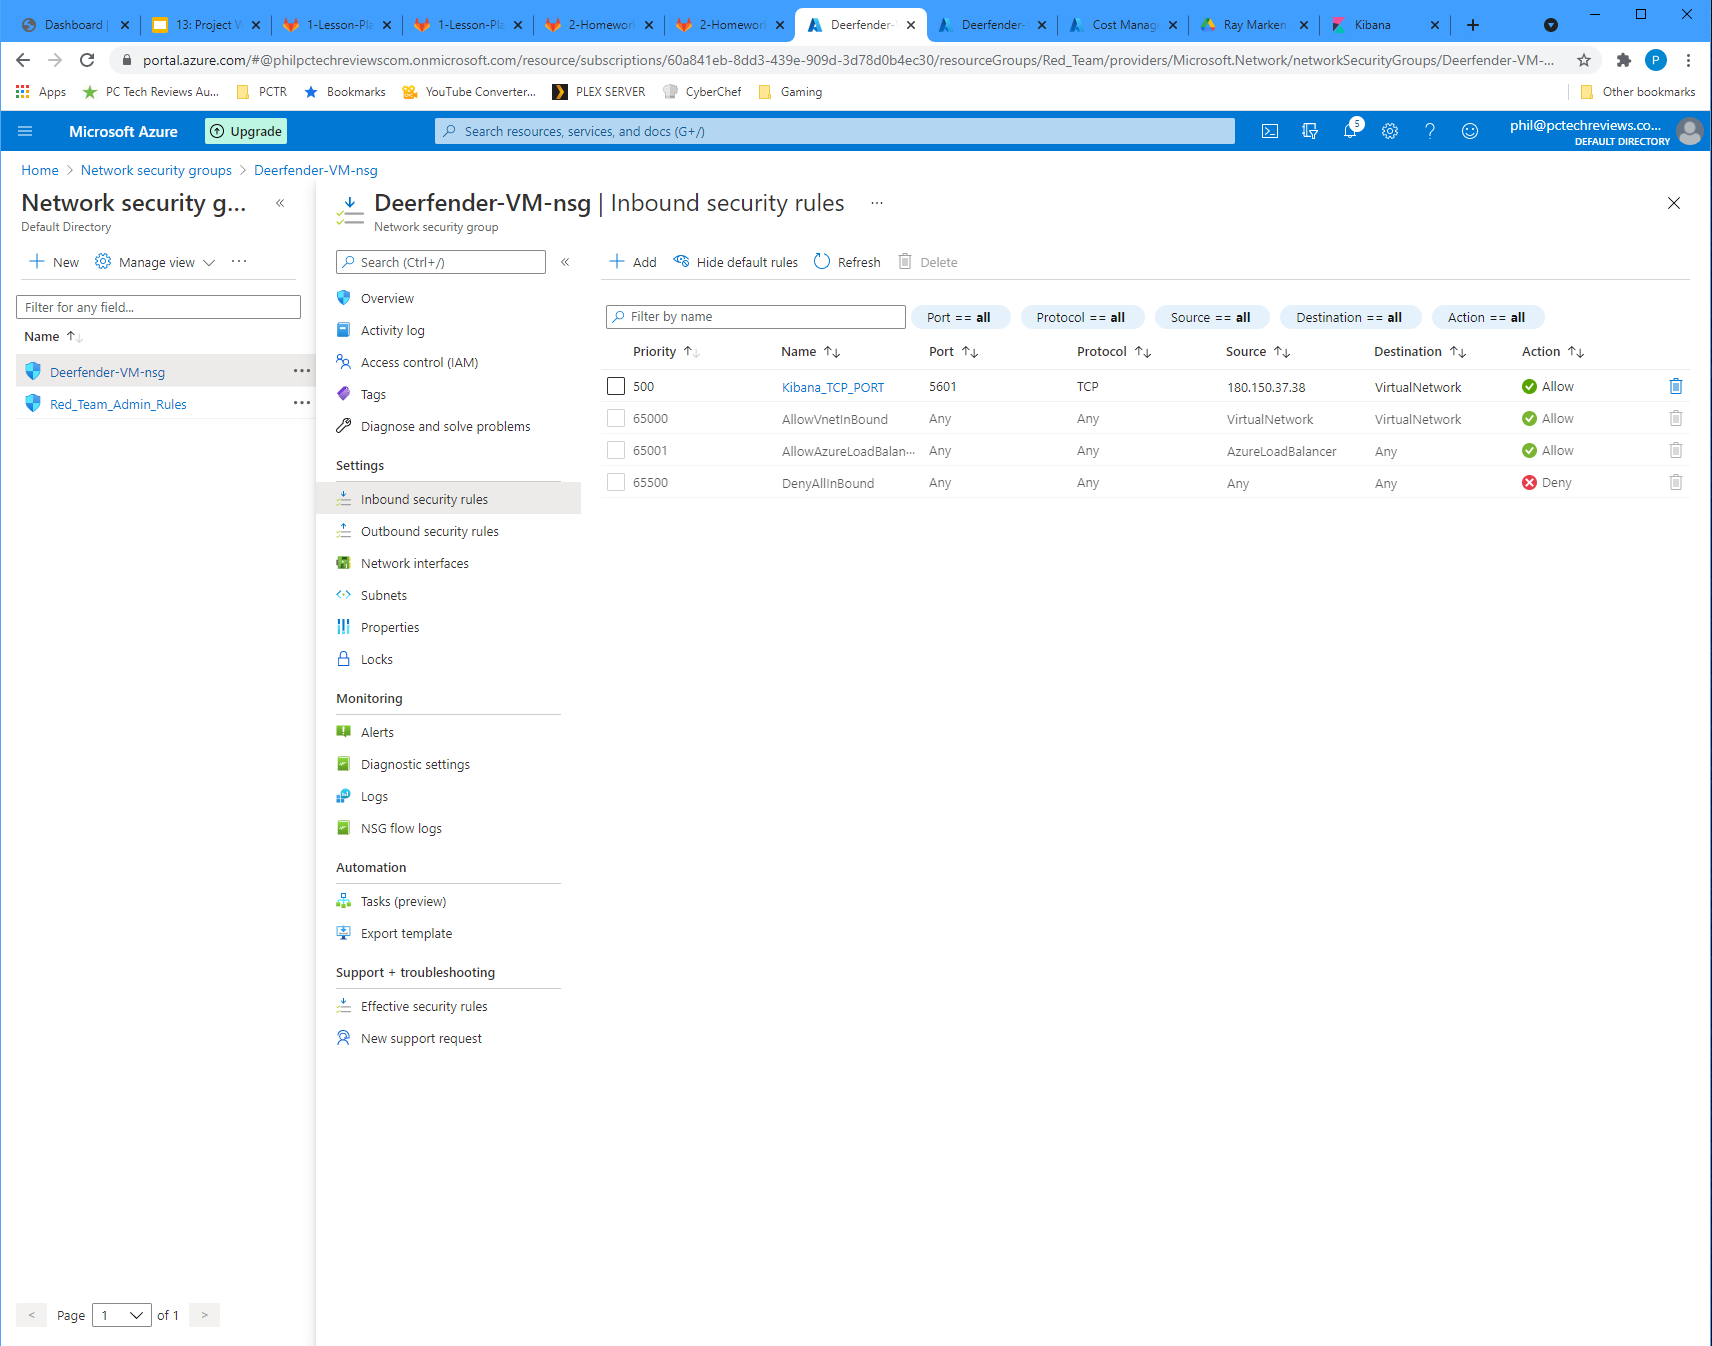 Dashboard |
13: Project W
1-Lesson-Pla
1-Lesson-Pla
2-Homework
2-Homework
Deerfender-
Deerfender-
Cost Manag
Ray Marken
Kibana
portal.azure.com/#@philpctechreviewscom.onmicrosoft.com/resource/subscriptions/60a841eb-8dd3-439e-909d-3d78d0b4ec30/resourceGroups/Red_Team/providers/Microsoft.Network/networkSecurityGroups/Deerfender-VM-...
P
Apps
PC Tech Reviews Au...
PCTR
Bookmarks
YouTube Converter...
PLEX SERVER
CyberChef
Gaming
Other bookmarks
Microsoft Azure
Upgrade
Search resources, services, and docs (G+/)
5
phil@pctechreviews.co...
DEFAULT DIRECTORY
Home > Network security groups > Deerfender-VM-nsg
Network security g... «
Default Directory
+ New Manage view ...
Filter for any field...
Name
Deerfender-VM-nsg ...
Red_Team_Admin_Rules ...
< Page 1 of 1 >
Deerfender-VM-nsg | Inbound security rules ...
Network security group
Search (Ctrl+/) «
Overview
Activity log
Access control (IAM)
Tags
Diagnose and solve problems
Settings
Inbound security rules
Outbound security rules
Network interfaces
Subnets
Properties
Locks
Monitoring
Alerts
Diagnostic settings
Logs
NSG flow logs
Automation
Tasks (preview)
Export template
Support + troubleshooting
Effective security rules
New support request
+ Add Hide default rules Refresh Delete
Filter by name Port == all Protocol == all Source == all Destination == all Action == all
Priority Name Port Protocol Source Destination Action
500 Kibana_TCP_PORT 5601 TCP 180.150.37.38 VirtualNetwork Allow
65000 AllowVnetInBound Any Any VirtualNetwork VirtualNetwork Allow
65001 AllowAzureLoadBalan... Any Any AzureLoadBalancer Any Allow
65500 DenyAllInBound Any Any Any Any Deny